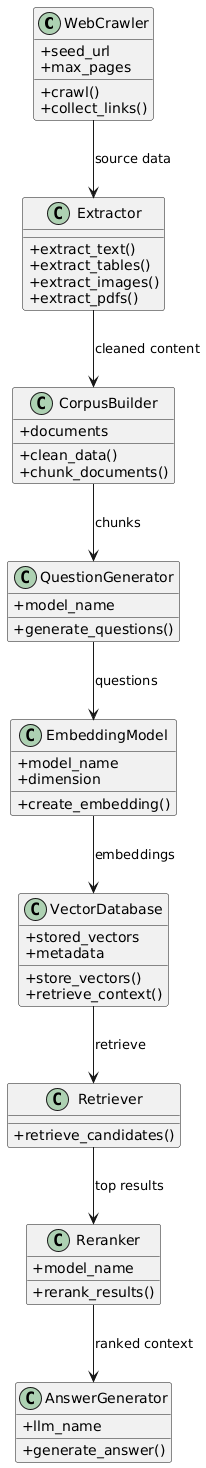 C WebCrawler
+seed_url
+max_pages
+crawl()
+collect_links()
source data
C Extractor
+extract_text()
+extract_tables()
+extract_images()
+extract_pdfs()
cleaned content
C CorpusBuilder
+documents
+clean_data()
+chunk_documents()
chunks
C QuestionGenerator
+model_name
+generate_questions()
questions
C EmbeddingModel
+model_name
+dimension
+create_embedding()
embeddings
C VectorDatabase
+stored_vectors
+metadata
+store_vectors()
+retrieve_context()
retrieve
C Retriever
+retrieve_candidates()
top results
C Reranker
+model_name
+rerank_results()
ranked context
C AnswerGenerator
+llm_name
+generate_answer()